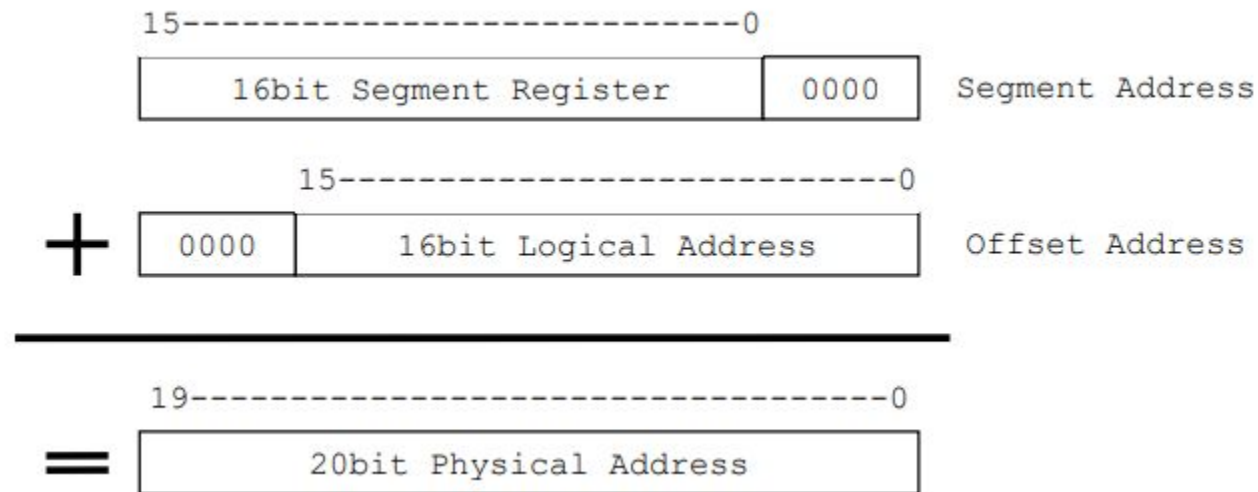 15----------------------------0
16bit Segment Register 0000 Segment Address
15----------------------------0
+ 0000 16bit Logical Address Offset Address
19-----------------------------------0
= 20bit Physical Address